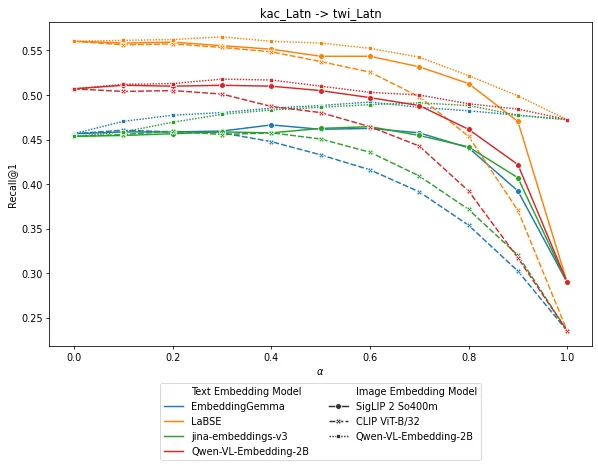 kac_Latn -> twi_Latn
Recall@1
0.55
0.50
0.45
0.40
0.35
0.30
0.25
0.0 0.2 0.4 0.6 0.8 1.0
α
Text Embedding Model
EmbeddingGemma
LaBSE
jina-embeddings-v3
Qwen-VL-Embedding-2B
Image Embedding Model
SigLIP 2 So400m
CLIP ViT-B/32
Qwen-VL-Embedding-2B